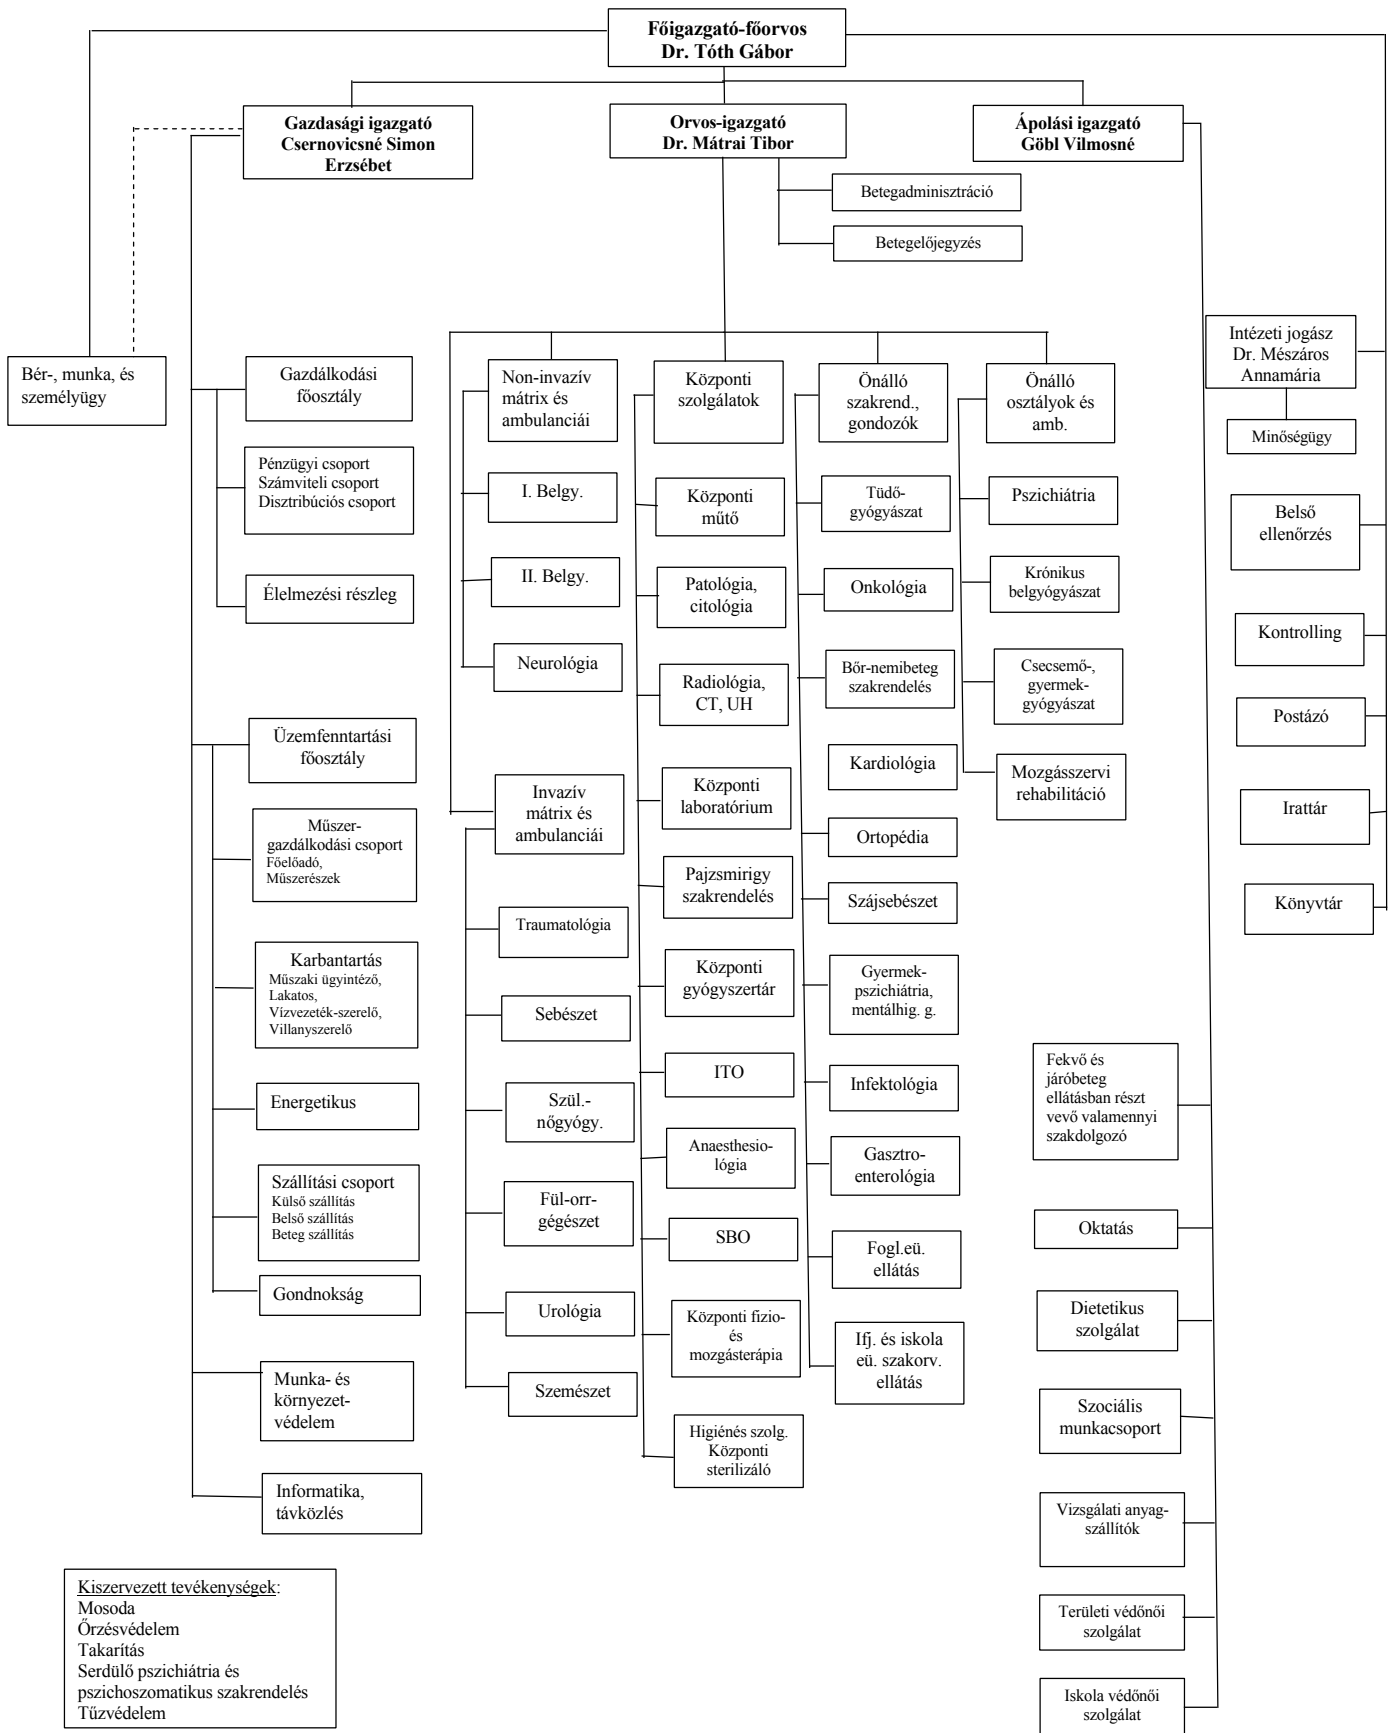 Főigazgató-főorvos
Dr. Tóth Gábor
Gazdasági igazgató
Csernovicsné Simon
Erzsébet
Orvos-igazgató
Dr. Mátrai Tibor
Ápolási igazgató
Göbl Vilmosné
Betegadminisztráció
Betegelőjegyzés
Bér-, munka, és
személyügy
Gazdálkodási
főosztály
Pénzügyi csoport
Számviteli csoport
Disztribúciós csoport
Élelmezési részleg
Üzemfenntartási
főosztály
Műszer-
gazdálkodási csoport
Főelőadó,
Műszerészek
Karbantartás
Műszaki ügyintéző,
Lakatos,
Vízvezeték-szerelő,
Villanyszerelő
Energetikus
Szállítási csoport
Külső szállítás
Belső szállítás
Beteg szállítás
Gondnokság
Munka- és
környezet-
védelem
Informatika,
távközlés
Non-invazív
mátrix és
ambulanciái
I. Belgy.
II. Belgy.
Neurológia
Invazív
mátrix és
ambulanciái
Traumatológia
Sebészet
Szül.-
nőgyógy.
Fül-orr-
gégészet
Urológia
Szemészet
Központi
szolgálatok
Központi
műtő
Patológia,
citológia
Radiológia,
CT, UH
Központi
laboratórium
Pajzsmirigy
szakrendelés
Központi
gyógyszertár
ITO
Anaesthesio-
lógia
SBO
Központi fizio-
és
mozgásterápia
Higiénés szolg.
Központi
sterilizáló
Önálló
szakrend.,
gondozók
Tüdő-
gyógyászat
Onkológia
Bőr-nemibeteg
szakrendelés
Kardiológia
Ortopédia
Szájsebészet
Gyermek-
pszichiátria,
mentálhig. g.
Infektológia
Gasztro-
enterológia
Fogl.eü.
ellátás
Ifj. és iskola
eü. szakorv.
ellátás
Önálló
osztályok és
amb.
Pszichiátria
Krónikus
belgyógyászat
Csecsemő-,
gyermek-
gyógyászat
Mozgásszervi
rehabilitáció
Intézeti jogász
Dr. Mészáros
Annamária
Minőségügy
Belső
ellenőrzés
Kontrolling
Postázó
Irattár
Könyvtár
Fekvő és
járóbeteg
ellátásban részt
vevő valamennyi
szakdolgozó
Oktatás
Dietetikus
szolgálat
Szociális
munkacsoport
Vizsgálati anyag-
szállítók
Területi védőnői
szolgálat
Iskola védőnői
szolgálat
Kiszervezett tevékenységek:
Mosoda
Őrzésvédelem
Takarítás
Serdülő pszichiátria és
pszichoszomatikus szakrendelés
Tűzvédelem